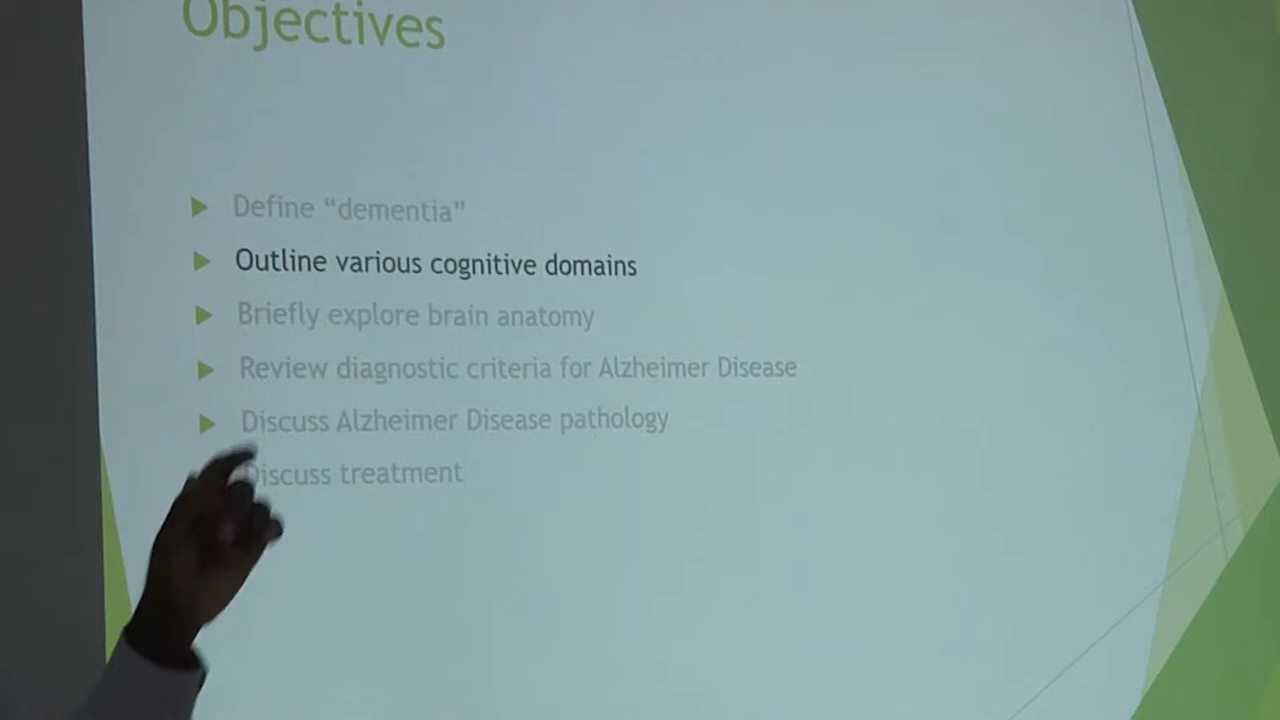 Objectives
Define “dementia”
Outline various cognitive domains
Briefly explore brain anatomy
Review diagnostic criteria for Alzheimer Disease
Discuss Alzheimer Disease pathology
Discuss treatment